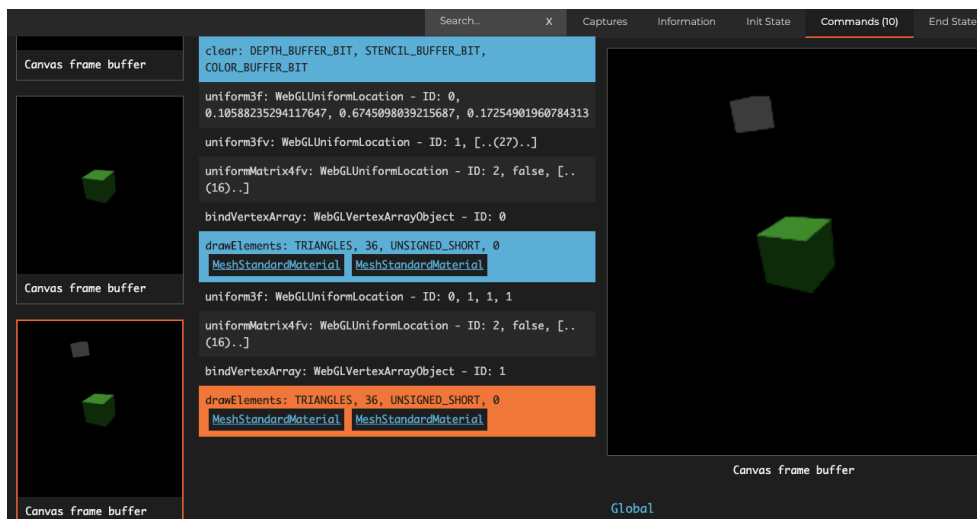 Search... X Captures Information Init State Commands (10) End State
Canvas frame buffer
Canvas frame buffer
Canvas frame buffer
clear: DEPTH_BUFFER_BIT, STENCIL_BUFFER_BIT,
COLOR_BUFFER_BIT
uniform3f: WebGLUniformLocation - ID: 0,
0.10588235294117647, 0.6745098039215687, 0.17254901960784313
uniform3fv: WebGLUniformLocation - ID: 1, [..(27)..]
uniformMatrix4fv: WebGLUniformLocation - ID: 2, false, [..
(16)..]
bindVertexArray: WebGLVertexArrayObject - ID: 0
drawElements: TRIANGLES, 36, UNSIGNED_SHORT, 0
MeshStandardMaterial MeshStandardMaterial
uniform3f: WebGLUniformLocation - ID: 0, 1, 1, 1
uniformMatrix4fv: WebGLUniformLocation - ID: 2, false, [..
(16)..]
bindVertexArray: WebGLVertexArrayObject - ID: 1
drawElements: TRIANGLES, 36, UNSIGNED_SHORT, 0
MeshStandardMaterial MeshStandardMaterial
Canvas frame buffer
Global